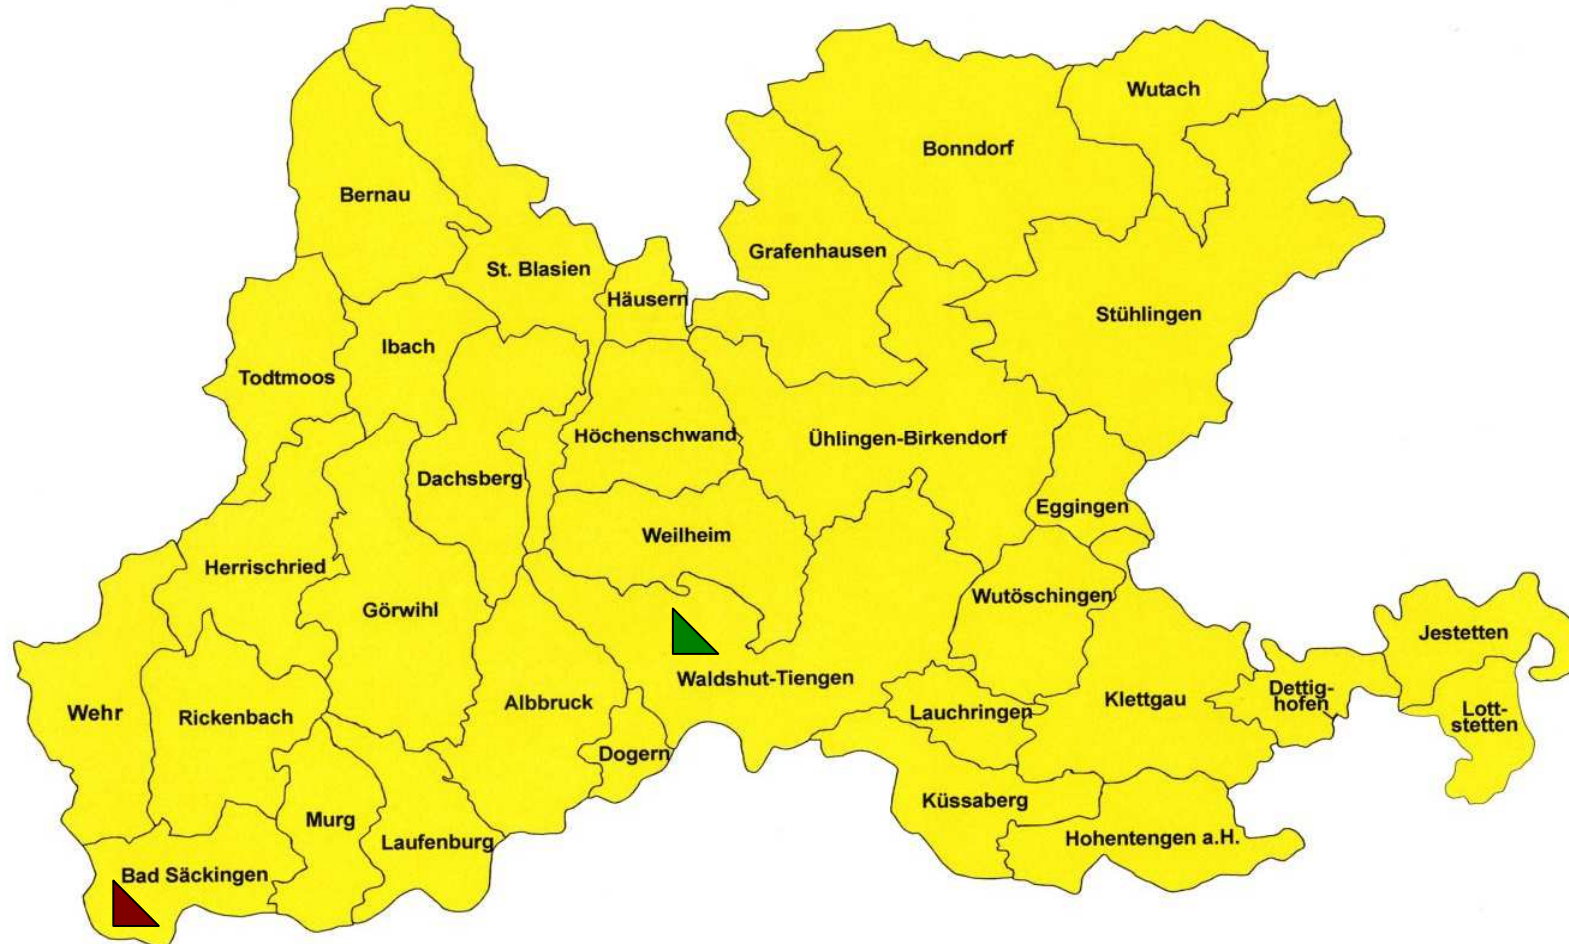 Wutach
Bonndorf
Bernau
Grafenhausen
St. Blasien
Häusern
Stühlingen
Ibach
Todtmoos
Höchenschwand
Ühlingen-Birkendorf
Dachsberg
Eggingen
Weilheim
Herrischried
Wutöschingen
Görwihl
Jestetten
Waldshut-Tiengen
Dettig-
hofen
Klettgau
Albbruck
Lauchringen
Wehr
Rickenbach
Lott-
stetten
Dogern
Küssaberg
Murg
Hohentengen a.H.
Laufenburg
Bad Säckingen